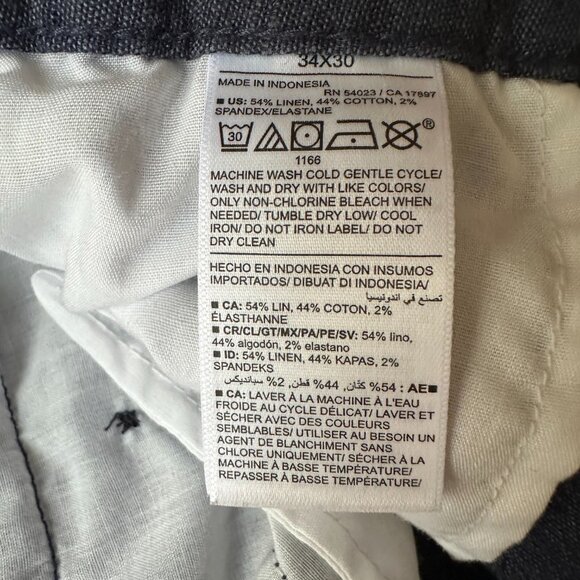 34X30
MADE IN INDONESIA
RN 54023 / CA 17897
■ US: 54% LINEN, 44% COTTON, 2%
SPANDEX/ELASTANE
30
®
1166
MACHINE WASH COLD GENTLE CYCLE/
WASH AND DRY WITH LIKE COLORS/
ONLY NON-CHLORINE BLEACH WHEN
NEEDED/ TUMBLE DRY LOW/ COOL
IRON/ DO NOT IRON LABEL/ DO NOT
DRY CLEAN
HECHO EN INDONESIA CON INSUMOS
IMPORTADOS/ DIBUAT DI INDONESIA/
تصنع في اندونيسيا
■ CA: 54% LIN, 44% COTON, 2%
ÉLASTHANNE
■ CR/CL/GT/MX/PA/PE/SV: 54% lino,
44% algodón, 2% elastano
■ ID: 54% LINEN, 44% KAPAS, 2%
SPANDEKS
■ AE: 54% كتّان, 44% قطن, 2% سباندیكس
■ CA: LAVER À LA MACHINE À L'EAU
FROIDE AU CYCLE DÉLICAT/ LAVER ET
SÉCHER AVEC DES COULEURS
SEMBLABLES/ UTILISER AU BESOIN UN
AGENT DE BLANCHIMENT SANS
CHLORE UNIQUEMENT/ SÉCHER À LA
MACHINE À BASSE TEMPÉRATURE/
REPASSER À BASSE TEMPÉRATURE/